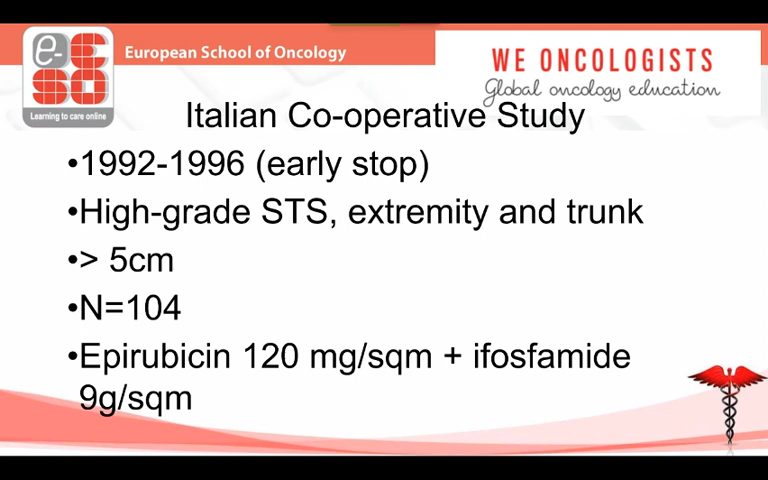 e-ESO
Learning to care online
European School of Oncology
WE ONCOLOGISTS
Global oncology education
Italian Co-operative Study
•1992-1996 (early stop)
•High-grade STS, extremity and trunk
•> 5cm
•N=104
•Epirubicin 120 mg/sqm + ifosfamide
9g/sqm